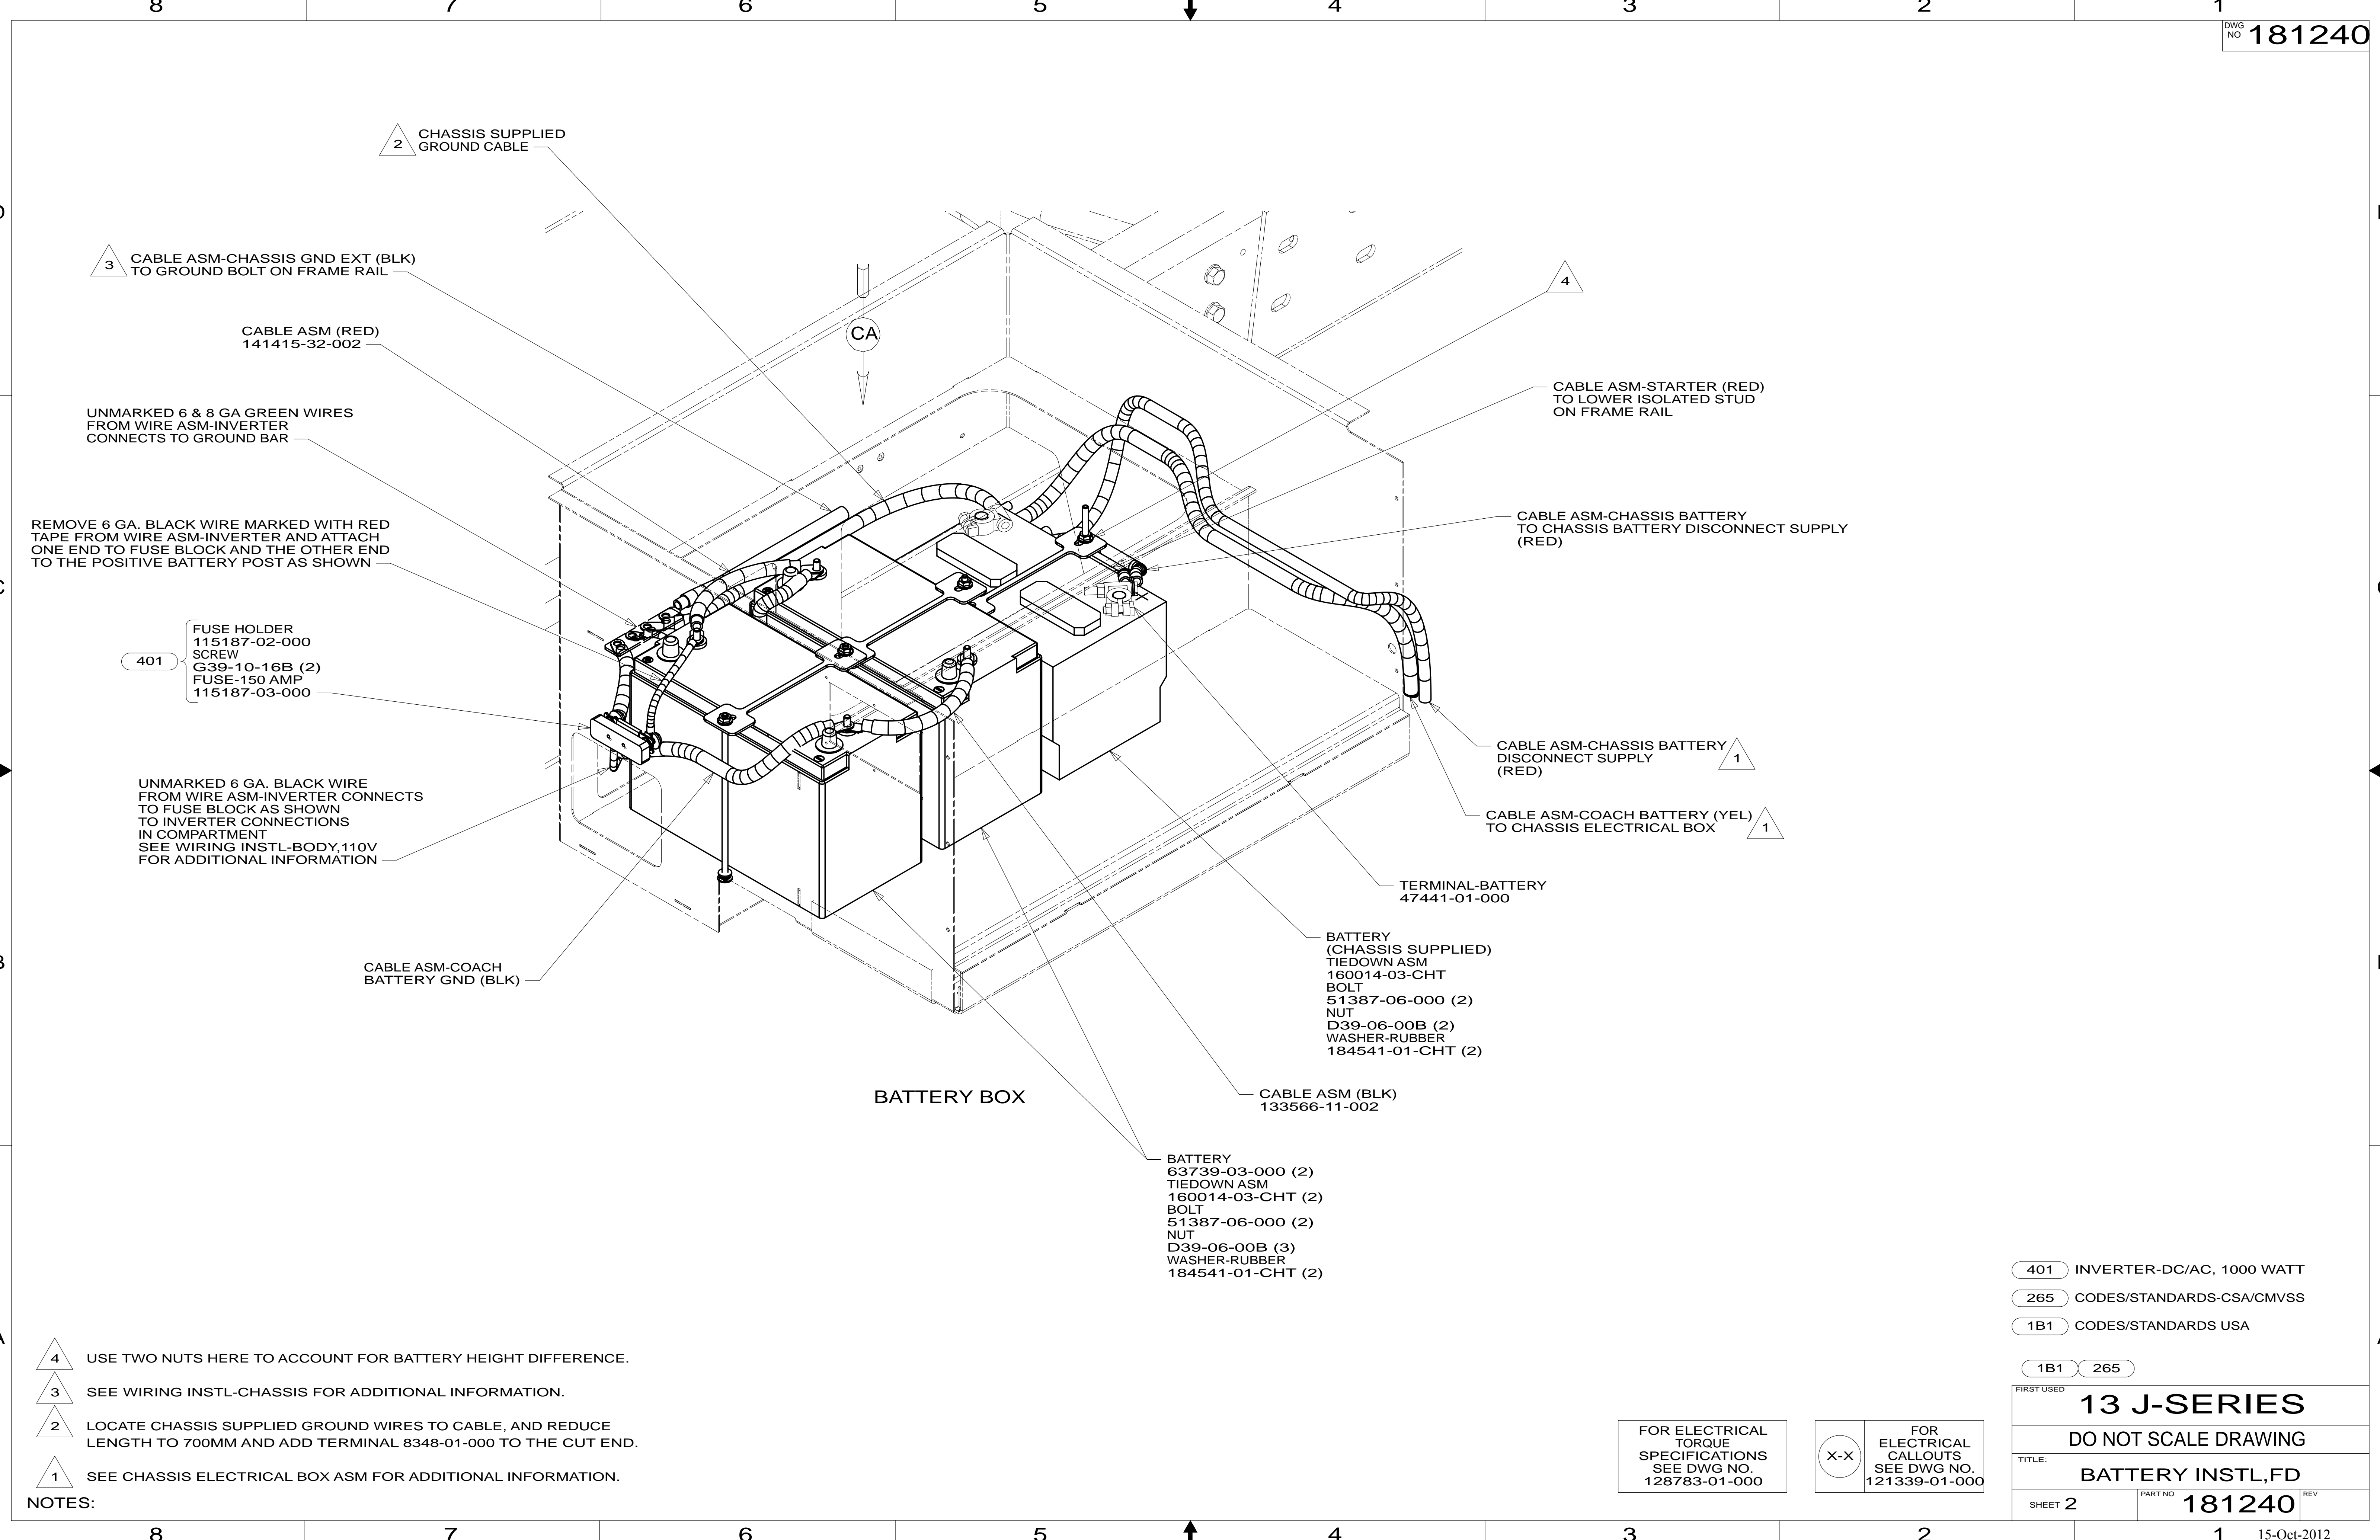 8 7 6 5 4 3 2 1
DWG
NO 181240
2 CHASSIS SUPPLIED
GROUND CABLE
3 CABLE ASM-CHASSIS GND EXT (BLK)
TO GROUND BOLT ON FRAME RAIL
CABLE ASM (RED)
141415-32-002
UNMARKED 6 & 8 GA GREEN WIRES
FROM WIRE ASM-INVERTER
CONNECTS TO GROUND BAR
REMOVE 6 GA. BLACK WIRE MARKED WITH RED
TAPE FROM WIRE ASM-INVERTER AND ATTACH
ONE END TO FUSE BLOCK AND THE OTHER END
TO THE POSITIVE BATTERY POST AS SHOWN
401
FUSE HOLDER
115187-02-000
SCREW
G39-10-16B (2)
FUSE-150 AMP
115187-03-000
UNMARKED 6 GA. BLACK WIRE
FROM WIRE ASM-INVERTER CONNECTS
TO FUSE BLOCK AS SHOWN
TO INVERTER CONNECTIONS
IN COMPARTMENT
SEE WIRING INSTL-BODY,110V
FOR ADDITIONAL INFORMATION
CABLE ASM-COACH
BATTERY GND (BLK)
CA
4
CABLE ASM-STARTER (RED)
TO LOWER ISOLATED STUD
ON FRAME RAIL
CABLE ASM-CHASSIS BATTERY
TO CHASSIS BATTERY DISCONNECT SUPPLY
(RED)
CABLE ASM-CHASSIS BATTERY
DISCONNECT SUPPLY 1
(RED)
CABLE ASM-COACH BATTERY (YEL)
TO CHASSIS ELECTRICAL BOX 1
TERMINAL-BATTERY
47441-01-000
BATTERY
(CHASSIS SUPPLIED)
TIEDOWN ASM
160014-03-CHT
BOLT
51387-06-000 (2)
NUT
D39-06-00B (2)
WASHER-RUBBER
184541-01-CHT (2)
CABLE ASM (BLK)
133566-11-002
BATTERY BOX
BATTERY
63739-03-000 (2)
TIEDOWN ASM
160014-03-CHT (2)
BOLT
51387-06-000 (2)
NUT
D39-06-00B (3)
WASHER-RUBBER
184541-01-CHT (2)
4 USE TWO NUTS HERE TO ACCOUNT FOR BATTERY HEIGHT DIFFERENCE.
3 SEE WIRING INSTL-CHASSIS FOR ADDITIONAL INFORMATION.
2 LOCATE CHASSIS SUPPLIED GROUND WIRES TO CABLE, AND REDUCE
LENGTH TO 700MM AND ADD TERMINAL 8348-01-000 TO THE CUT END.
1 SEE CHASSIS ELECTRICAL BOX ASM FOR ADDITIONAL INFORMATION.
NOTES:
FOR ELECTRICAL
TORQUE
SPECIFICATIONS
SEE DWG NO.
128783-01-000
X-X
FOR
ELECTRICAL
CALLOUTS
SEE DWG NO.
121339-01-000
401 INVERTER-DC/AC, 1000 WATT
265 CODES/STANDARDS-CSA/CMVSS
1B1 CODES/STANDARDS USA
1B1 265
FIRST USED
13 J-SERIES
DO NOT SCALE DRAWING
TITLE:
BATTERY INSTL,FD
SHEET 2
PART NO 181240 REV
8 7 6 5 4 3 2 1
15-Oct-2012